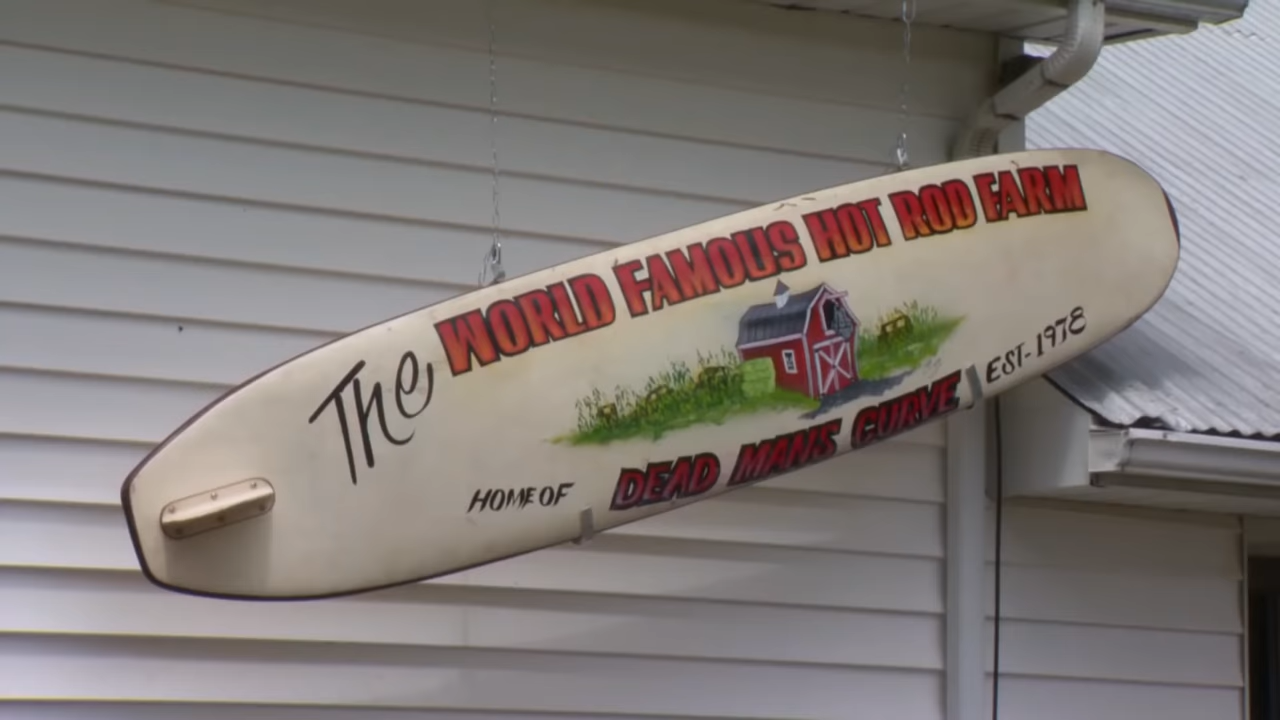 The WORLD FAMOUS HOT ROD FARM
HOME OF DEAD MANS CURVE EST-1978